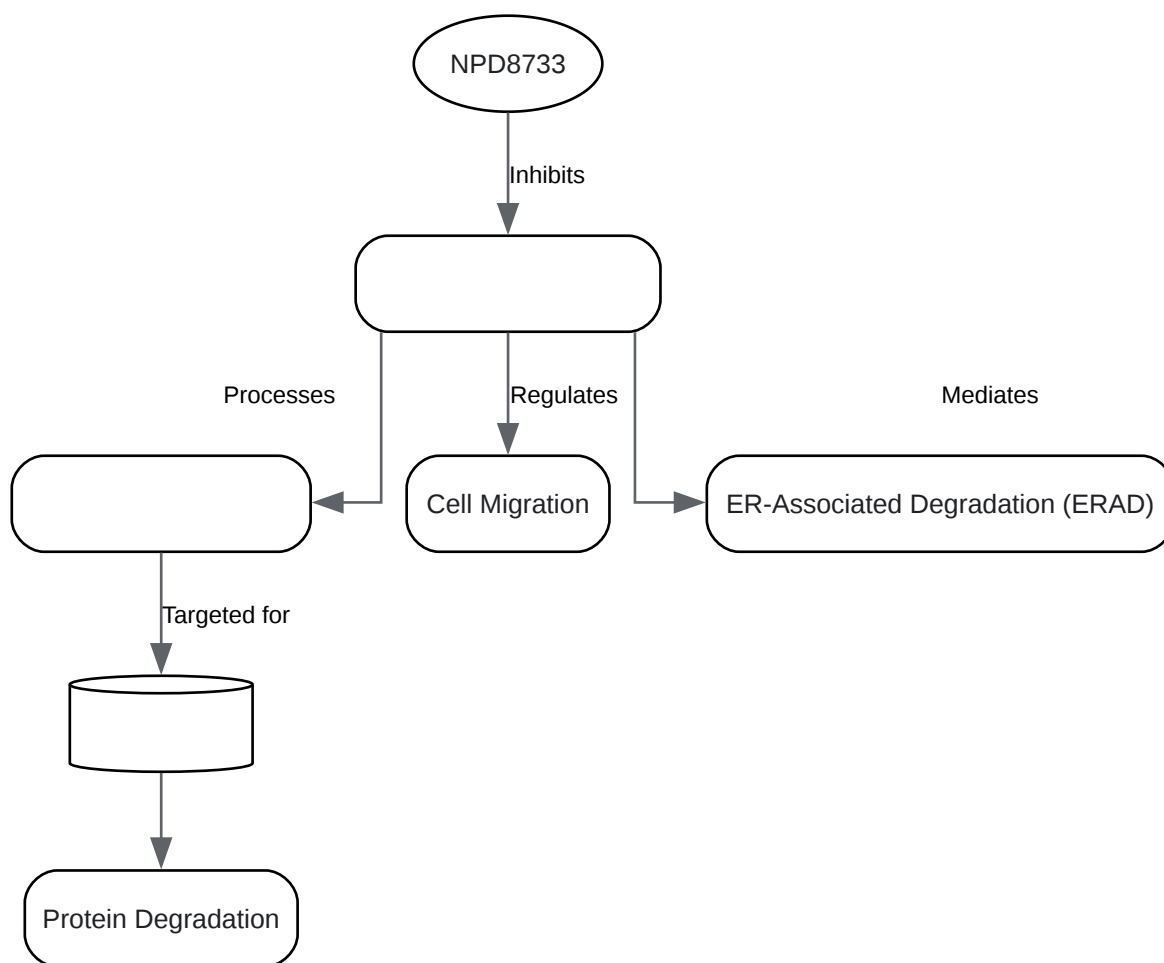 NPD8733
Inhibits
Processes
Regulates
Mediates
Cell Migration
ER-Associated Degradation (ERAD)
Targeted for
Protein Degradation